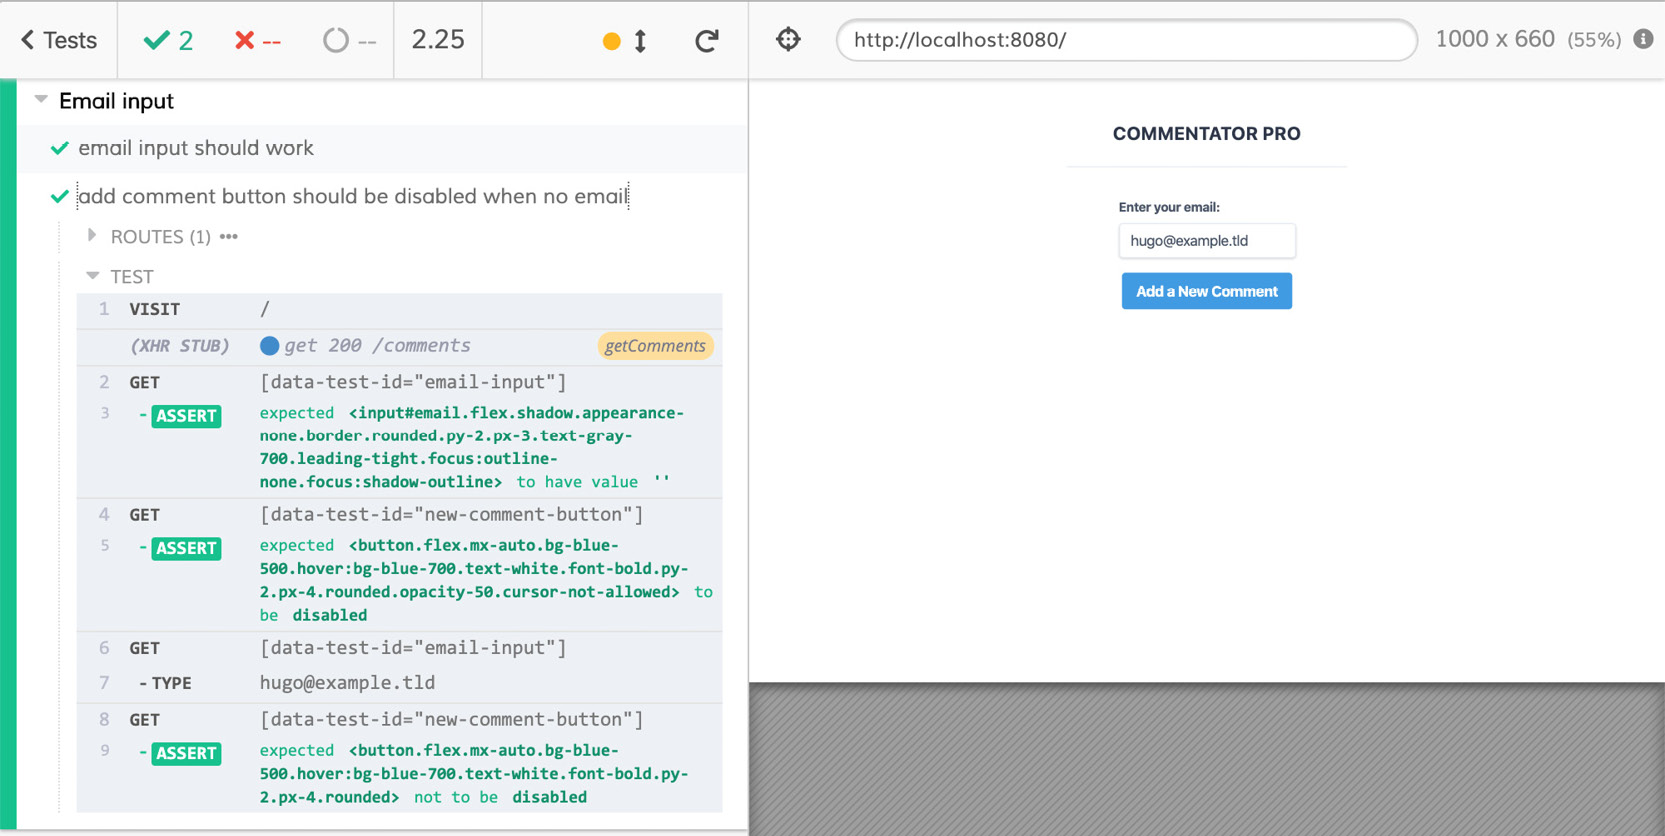 Tests
2
--
--
2.25
http://localhost:8080/
1000 x 660 (55%)
Email input
email input should work
add comment button should be disabled when no email
ROUTES (1)
TEST
1 VISIT /
(XHR STUB) get 200 /comments getComments
2 GET [data-test-id="email-input"]
3 - ASSERT expected <input#email.flex.shadow.appearance-
none.border.rounded.py-2.px-3.text-gray-
700.leading-tight.focus:outline-
none.focus:shadow-outline> to have value ''
4 GET [data-test-id="new-comment-button"]
5 - ASSERT expected <button.flex.mx-auto.bg-blue-
500.hover:bg-blue-700.text-white.font-bold.py-
2.px-4.rounded.opacity-50.cursor-not-allowed> to
be disabled
6 GET [data-test-id="email-input"]
7 - TYPE hugo@example.tld
8 GET [data-test-id="new-comment-button"]
9 - ASSERT expected <button.flex.mx-auto.bg-blue-
500.hover:bg-blue-700.text-white.font-bold.py-
2.px-4.rounded> not to be disabled
COMMENTATOR PRO
Enter your email:
hugo@example.tld
Add a New Comment